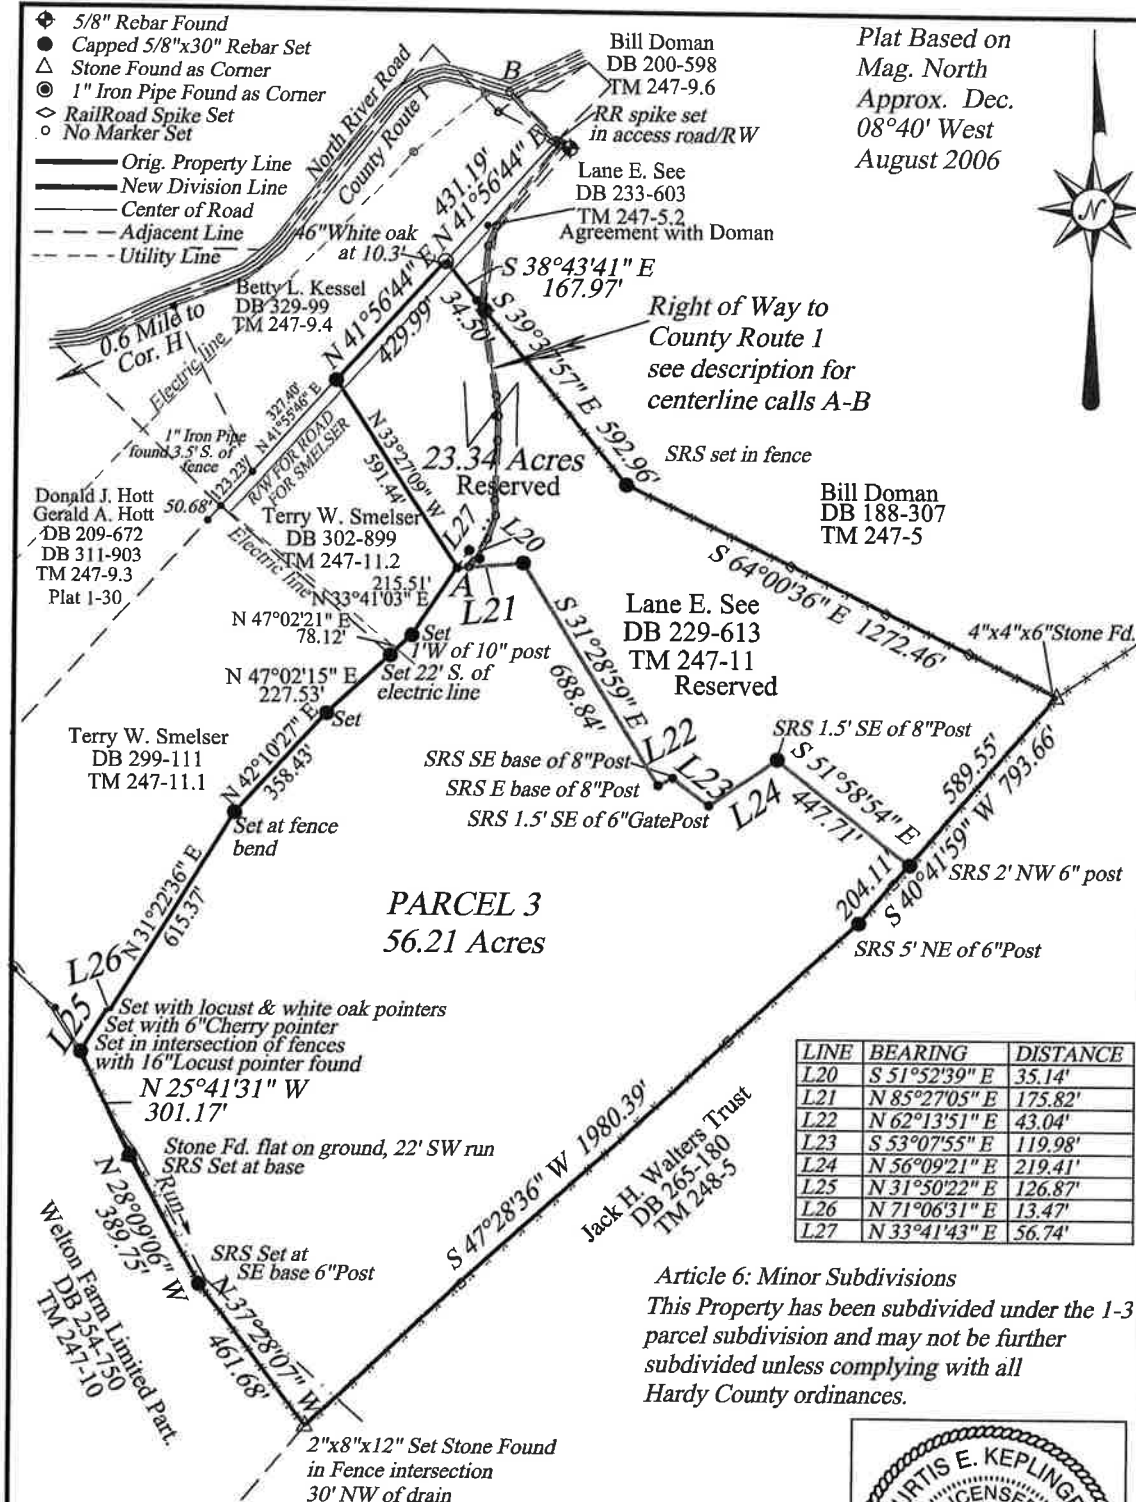 5/8" Rebar Found
Capped 5/8"x30" Rebar Set
Stone Found as Corner
1" Iron Pipe Found as Corner
RailRoad Spike Set
No Marker Set
Orig. Property Line
New Division Line
Center of Road
Adjacent Line
Utility Line
North River Road
County Route 1
B
Bill Doman
DB 200-598
TM 247-9.6
RR spike set
in access road/RW
Plat Based on
Mag. North
Approx. Dec.
08°40' West
August 2006
N
Lane E. See
DB 233-603
TM 247-5.2
Agreement with Doman
431.19'
N 41°56'44" E
46"White oak
at 10.3'
S 38°43'41" E
167.97'
34.50'
Betty L. Kessel
DB 329-99
TM 247-9.4
N 41°56'44" E
429.99'
0.6 Mile to
Cor. H
Electric line
Right of Way to
County Route 1
see description for
centerline calls A-B
S 39°37'57" E 592.96'
SRS set in fence
327.40'
N 41°55'46" E
1" Iron Pipe
found 3.5' S. of
fence
123.23'
50.68'
R/W FOR ROAD
FOR SMELSER
N 33°27'09" W
591.44'
23.34 Acres
Reserved
Bill Doman
DB 188-307
TM 247-5
Donald J. Hott
Gerald A. Hott
DB 209-672
DB 311-903
TM 247-9.3
Plat 1-30
Terry W. Smelser
DB 302-899
TM 247-11.2
Electric line
L27
L20
A
L21
S 64°00'36" E 1272.46'
215.51'
N 33°41'03" E
N 47°02'21" E
78.12'
Set
1'W of 10" post
Set 22' S. of
electric line
Lane E. See
DB 229-613
TM 247-11
Reserved
4"x4"x6"Stone Fd.
S 31°28'59" E
688.84'
N 47°02'15" E
227.53'
Set
Terry W. Smelser
DB 299-111
TM 247-11.1
N 42°10'27" E
358.43'
SRS SE base of 8"Post
SRS E base of 8"Post
SRS 1.5' SE of 6"GatePost
L22
L23
L24
SRS 1.5' SE of 8"Post
S 51°58'54" E
447.71'
589.55'
S 40°41'59" W 793.66'
204.11'
SRS 2' NW 6" post
SRS 5' NE of 6"Post
Set at fence
bend
N 31°22'36" E
615.37'
PARCEL 3
56.21 Acres
L26
L25
Set with locust & white oak pointers
Set with 6"Cherry pointer
Set in intersection of fences
with 16"Locust pointer found
N 25°41'31" W
301.17'
Stone Fd. flat on ground, 22' SW run
SRS Set at base
Run
N 28°09'06" W
389.75'
Welton Farm Limited Part.
DB 254-750
TM 247-10
SRS Set at
SE base 6"Post
N 37°28'07" W
461.68'
S 47°28'36" W 1980.39'
Jack H. Walters Trust
DB 265-180
TM 248-5
LINE BEARING DISTANCE
L20 S 51°52'39" E 35.14'
L21 N 85°27'05" E 175.82'
L22 N 62°13'51" E 43.04'
L23 S 53°07'55" E 119.98'
L24 N 56°09'21" E 219.41'
L25 N 31°50'22" E 126.87'
L26 N 71°06'31" E 13.47'
L27 N 33°41'43" E 56.74'
Article 6: Minor Subdivisions
This Property has been subdivided under the 1-3
parcel subdivision and may not be further
subdivided unless complying with all
Hardy County ordinances.
2"x8"x12" Set Stone Found
in Fence intersection
30' NW of drain